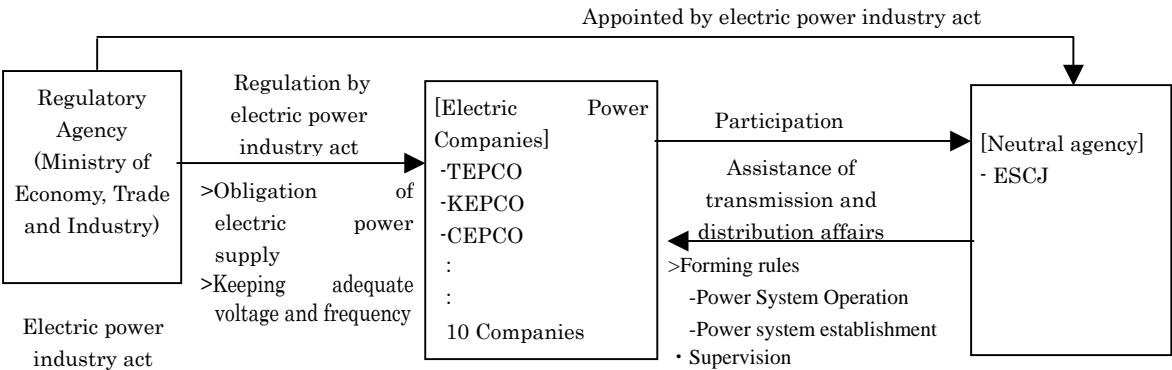 Appointed by electric power industry act
Regulatory
Agency
(Ministry of
Economy, Trade
and Industry)
Electric power
industry act
Regulation by
electric power
industry act
>Obligation of
electric power
supply
>Keeping adequate
voltage and frequency
[Electric Power
Companies]
-TEPCO
-KEPCO
-CEPCO
:
:
10 Companies
Participation
Assistance of
transmission and
distribution affairs
>Forming rules
-Power System Operation
-Power system establishment
・Supervision
[Neutral agency]
- ESCJ